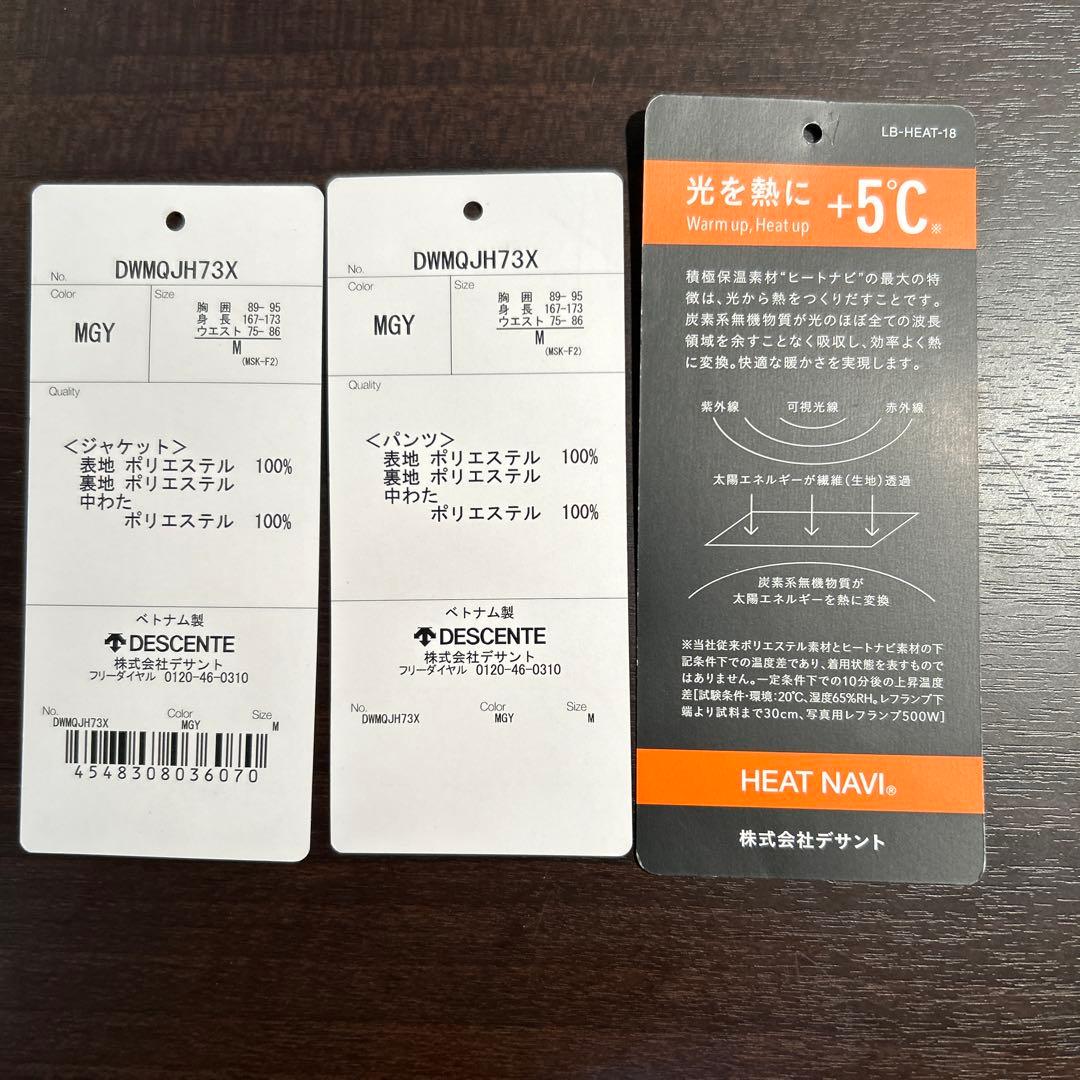 No. DWMQJH73X
Color Size
MGY
胸 囲 89- 95
身 長 167-173
ウエスト 75- 86
M
(MSK-F2)
Quality
＜ジャケット＞
表地 ポリエステル 100%
裏地 ポリエステル
中わた
ポリエステル 100%
ベトナム製
DESCENTE
株式会社デサント
フリーダイヤル 0120-46-0310
No. Color Size
DWMQJH73X MGY M
4548308036070
No. DWMQJH73X
Color Size
MGY
胸 囲 89- 95
身 長 167-173
ウエスト 75- 86
M
(MSK-F2)
Quality
＜パンツ＞
表地 ポリエステル 100%
裏地 ポリエステル
中わた
ポリエステル 100%
ベトナム製
DESCENTE
株式会社デサント
フリーダイヤル 0120-46-0310
No. Color Size
DWMQJH73X MGY M
LB-HEAT-18
光を熱に +5℃※
Warm up, Heat up
積極保温素材“ヒートナビ”の最大の特
徴は、光から熱をつくりだすことです。
炭素系無機物質が光のほぼ全ての波長
領域を余すことなく吸収し、効率よく熱
に変換。快適な暖かさを実現します。
紫外線 可視光線 赤外線
太陽エネルギーが繊維（生地）透過
炭素系無機物質が
太陽エネルギーを熱に変換
※当社従来ポリエステル素材とヒートナビ素材の下
記条件下での温度差であり、着用状態を表すもので
はありません。一定条件下での10分後の上昇温度
差［試験条件・環境：20℃、湿度65%RH。レフランプ下
端より試料まで30cm、写真用レフランプ500W］
HEAT NAVI®
株式会社デサント